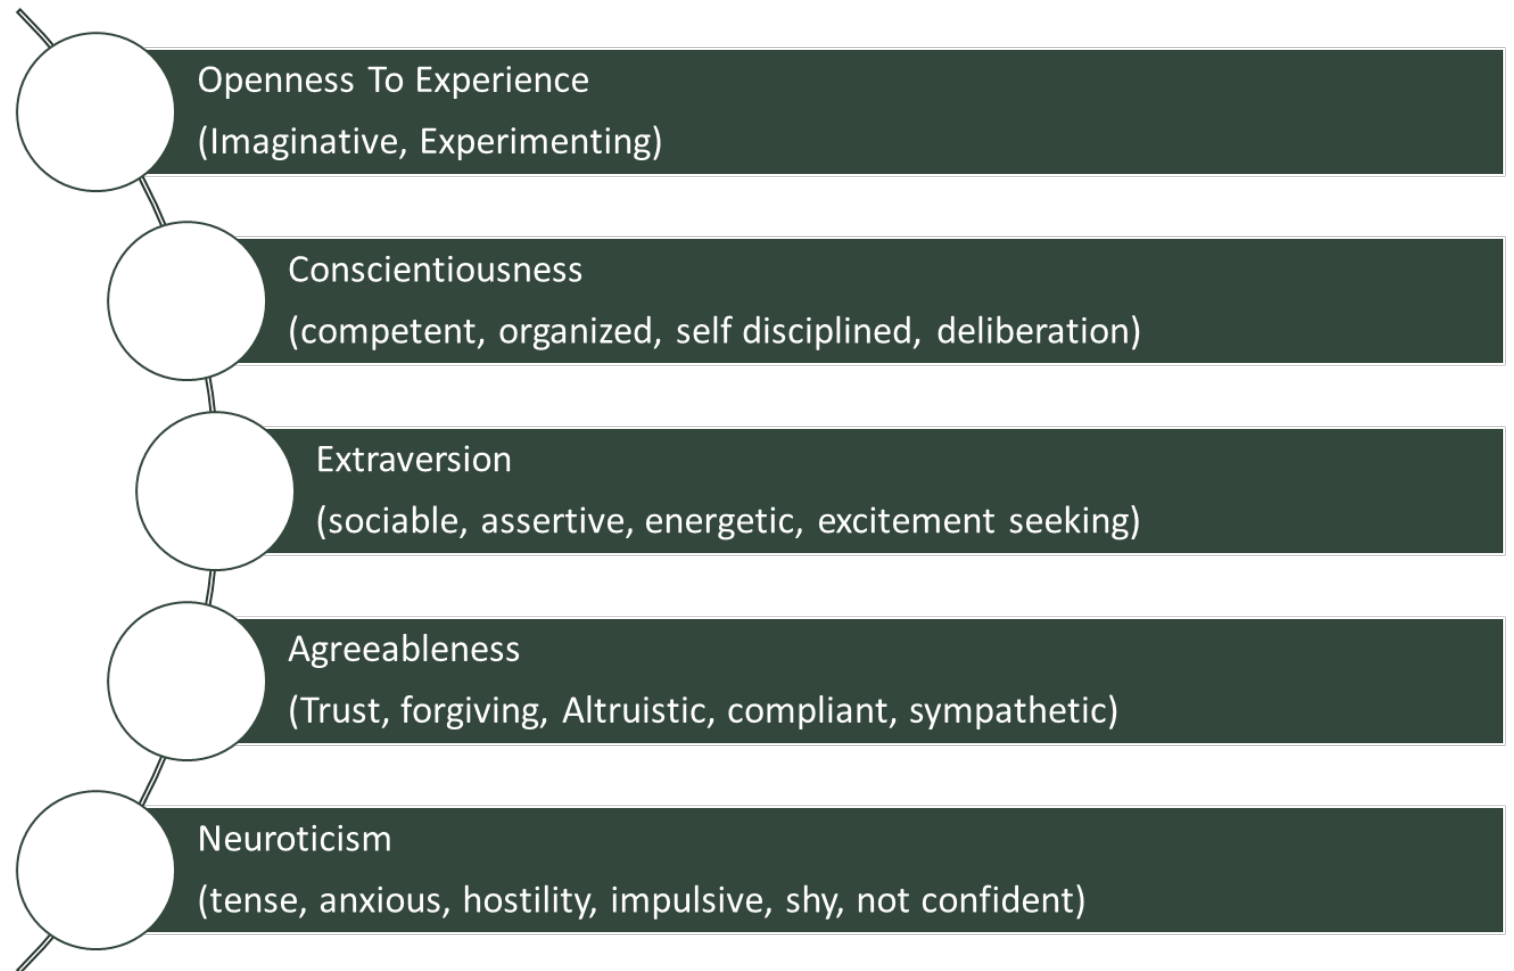 Openness To Experience
(Imaginative, Experimenting)
Conscientiousness
(competent, organized, self disciplined, deliberation)
Extraversion
(sociable, assertive, energetic, excitement seeking)
Agreeableness
(Trust, forgiving, Altruistic, compliant, sympathetic)
Neuroticism
(tense, anxious, hostility, impulsive, shy, not confident)